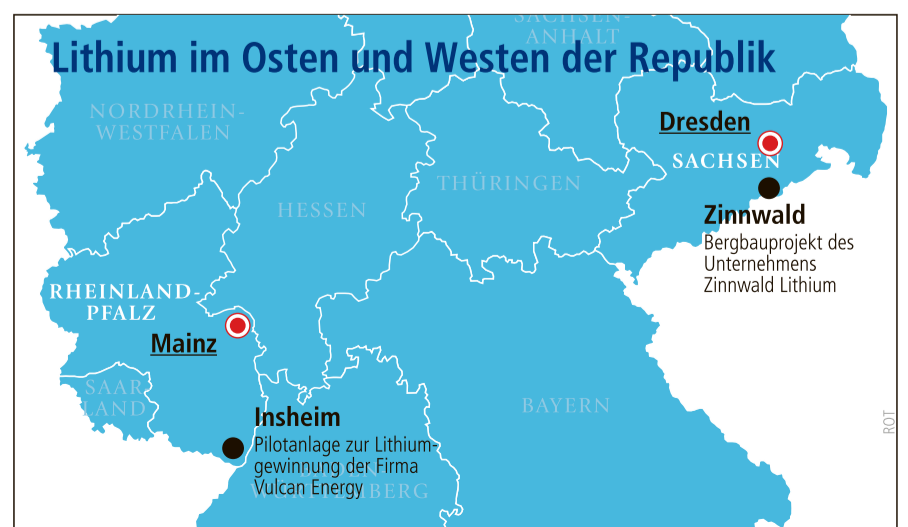 SACHSEN-
ANHALT
Lithium im Osten und Westen der Republik
NORDRHEIN-
WESTFALEN
Dresden
SACHSEN
THÜRINGEN
HESSEN
Zinnwald
Bergbauprojekt des
Unternehmens
Zinnwald Lithium
RHEINLAND-
PFALZ
Mainz
SAAR
LAND
BAYERN
Insheim
Pilotanlage zur Lithium-
gewinnung der Firma
Vulcan Energy
WÜRTTEMBERG
ROT